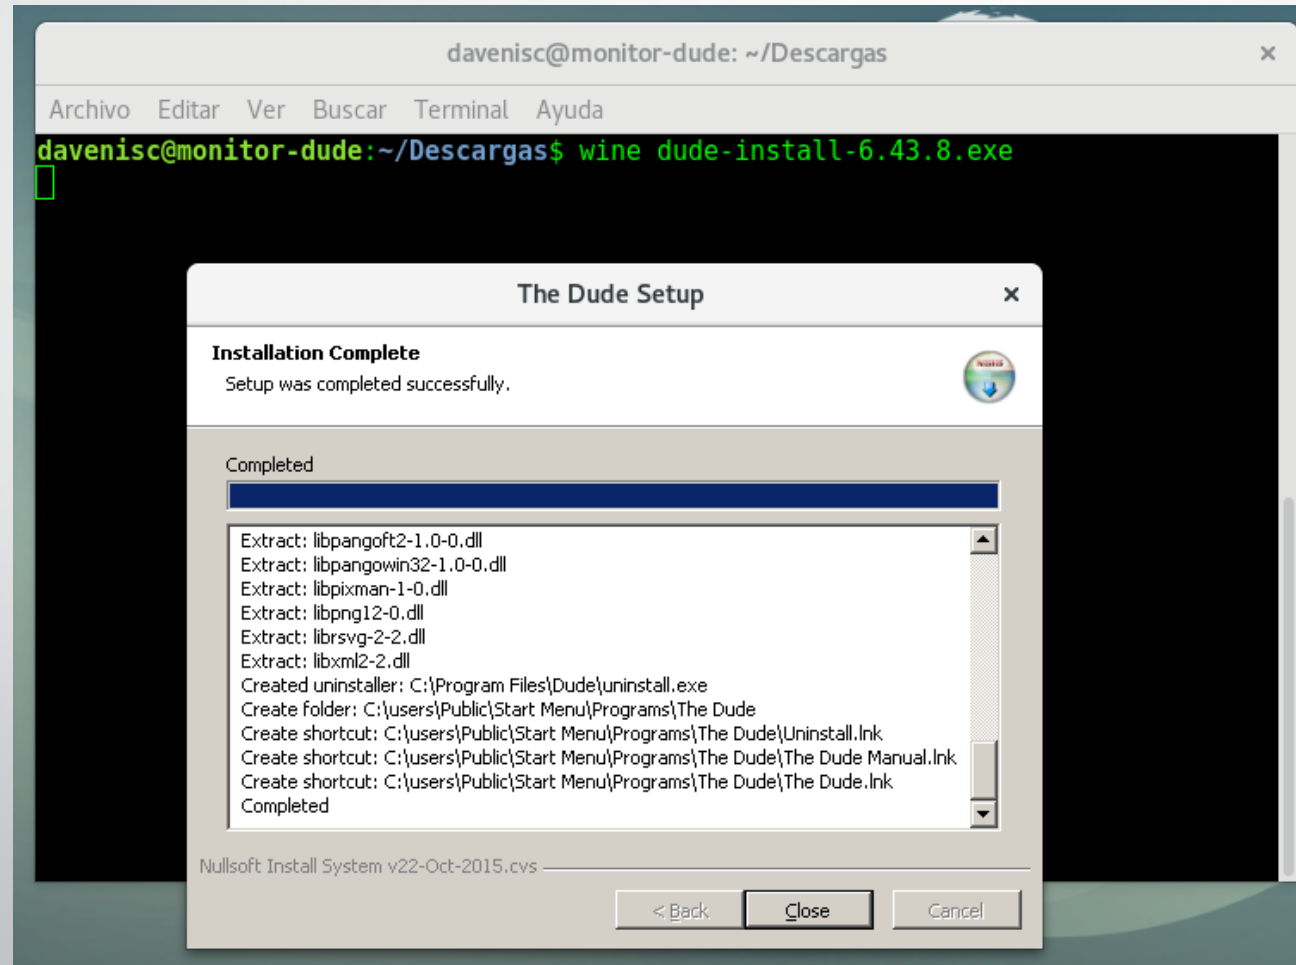 davenisc@monitor-dude: ~/Descargas
Archivo Editar Ver Buscar Terminal Ayuda
davenisc@monitor-dude:~/Descargas$ wine dude-install-6.43.8.exe
The Dude Setup
Installation Complete
Setup was completed successfully.
Completed
Extract: libpangoft2-1.0-0.dll
Extract: libpangowin32-1.0-0.dll
Extract: libpixman-1-0.dll
Extract: libpng12-0.dll
Extract: librsvg-2-2.dll
Extract: libxml2-2.dll
Created uninstaller: C:\Program Files\Dude\uninstall.exe
Create folder: C:\users\Public\Start Menu\Programs\The Dude
Create shortcut: C:\users\Public\Start Menu\Programs\The Dude\Uninstall.lnk
Create shortcut: C:\users\Public\Start Menu\Programs\The Dude\The Dude Manual.lnk
Create shortcut: C:\users\Public\Start Menu\Programs\The Dude\The Dude.lnk
Completed
Nullsoft Install System v22-Oct-2015.cvs
< Back Close Cancel